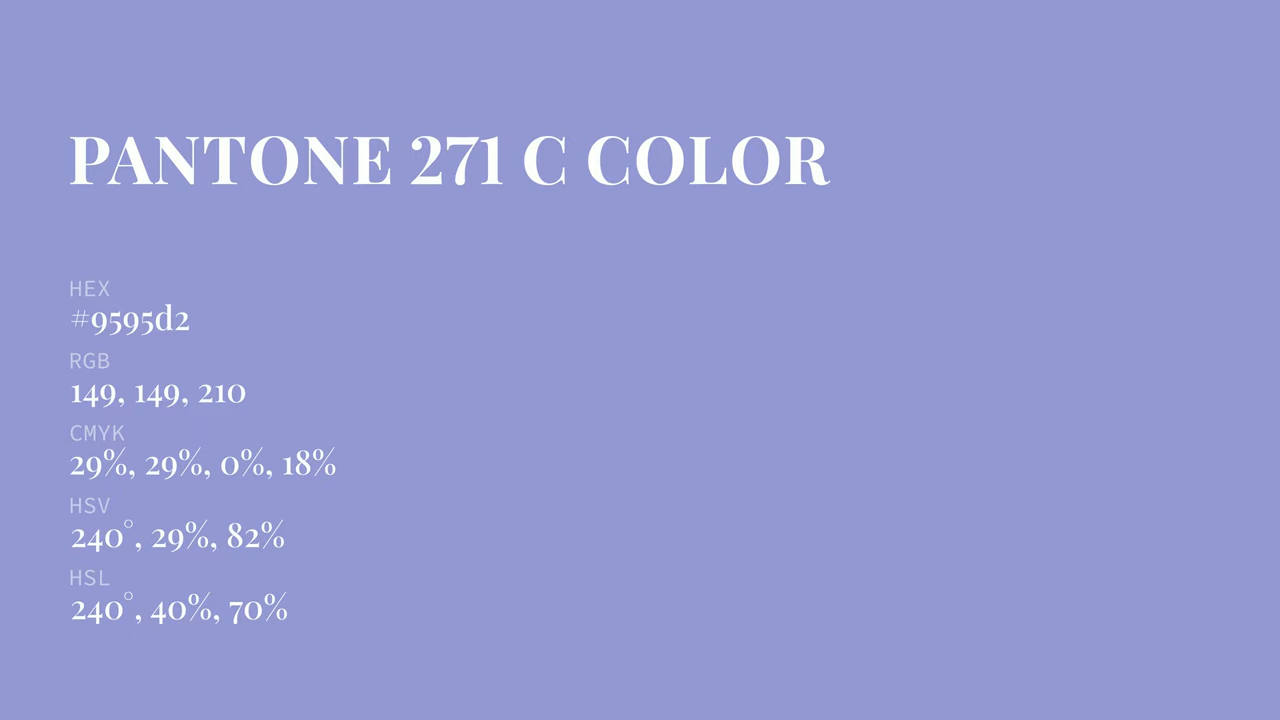 PANTONE 271 C COLOR
HEX
#9595d2
RGB
149, 149, 210
CMYK
29%, 29%, 0%, 18%
HSV
240°, 29%, 82%
HSL
240°, 40%, 70%